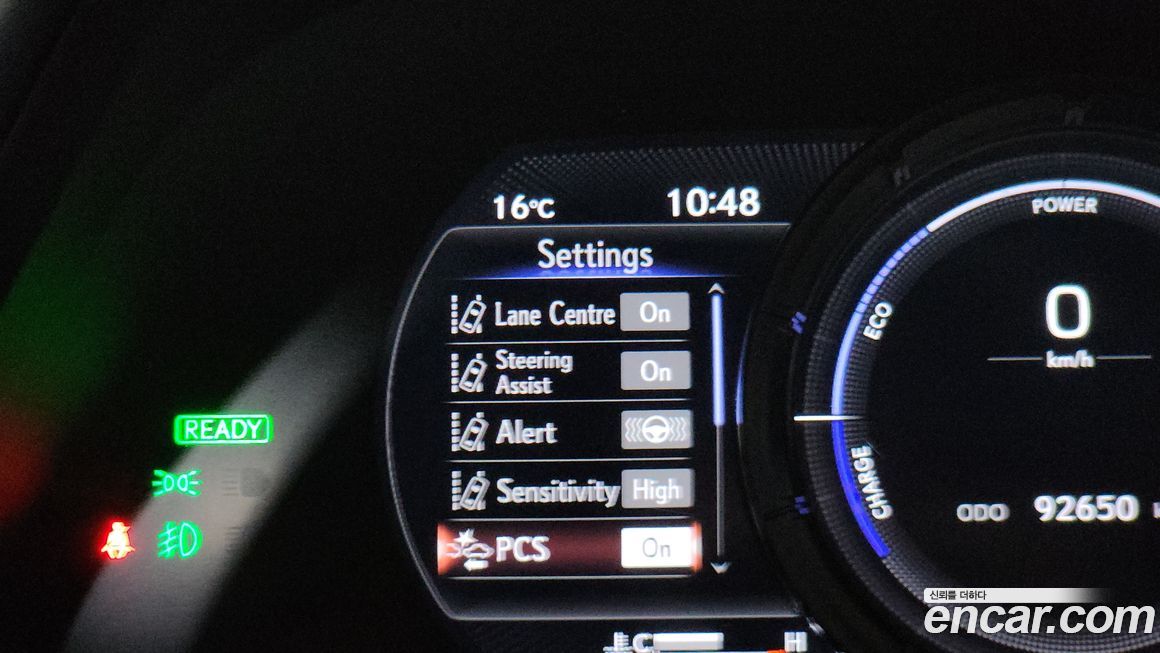 16°C 10:48
Settings
Lane Centre On
Steering
Assist On
Alert
Sensitivity High
PCS On
C H
READY
POWER
ECO
0
km/h
CHARGE
ODO 92650
신뢰를 더하다
encar.com